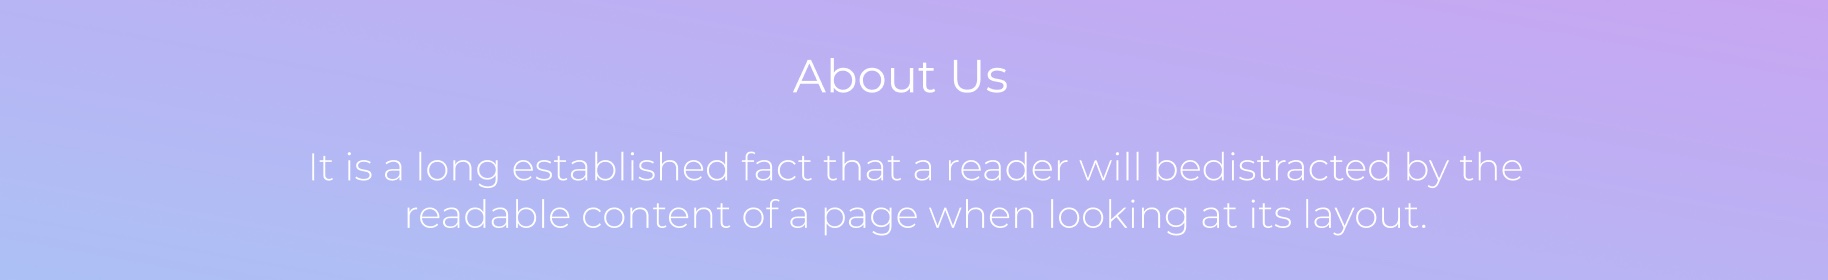 About Us
It is a long established fact that a reader will bedistracted by the
readable content of a page when looking at its layout.